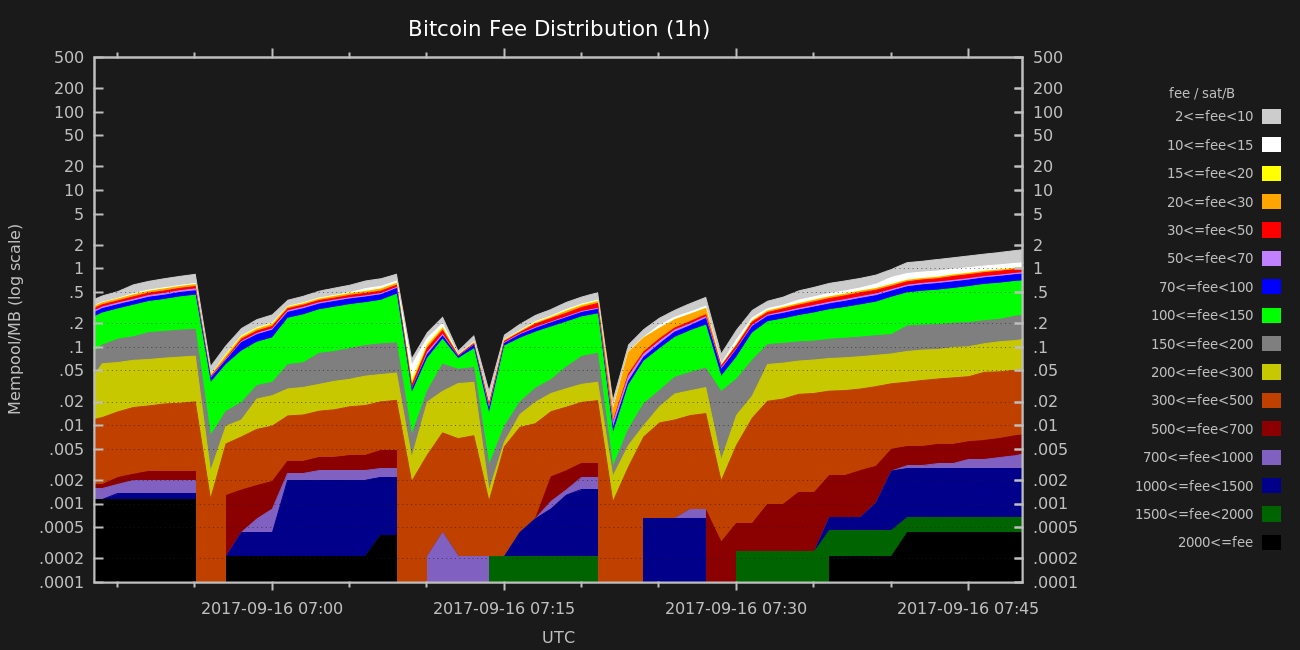 Bitcoin Fee Distribution (1h)
500
200
100
50
20
10
5
2
1
.5
.2
.1
.05
.02
.01
.005
.002
.001
.0005
.0002
.0001
Mempool/MB (log scale)
500
200
100
50
20
10
5
2
1
.5
.2
.1
.05
.02
.01
.005
.002
.001
.0005
.0002
.0001
2017-09-16 07:00
2017-09-16 07:15
2017-09-16 07:30
2017-09-16 07:45
UTC
fee / sat/B
2<=fee<10
10<=fee<15
15<=fee<20
20<=fee<30
30<=fee<50
50<=fee<70
70<=fee<100
100<=fee<150
150<=fee<200
200<=fee<300
300<=fee<500
500<=fee<700
700<=fee<1000
1000<=fee<1500
1500<=fee<2000
2000<=fee